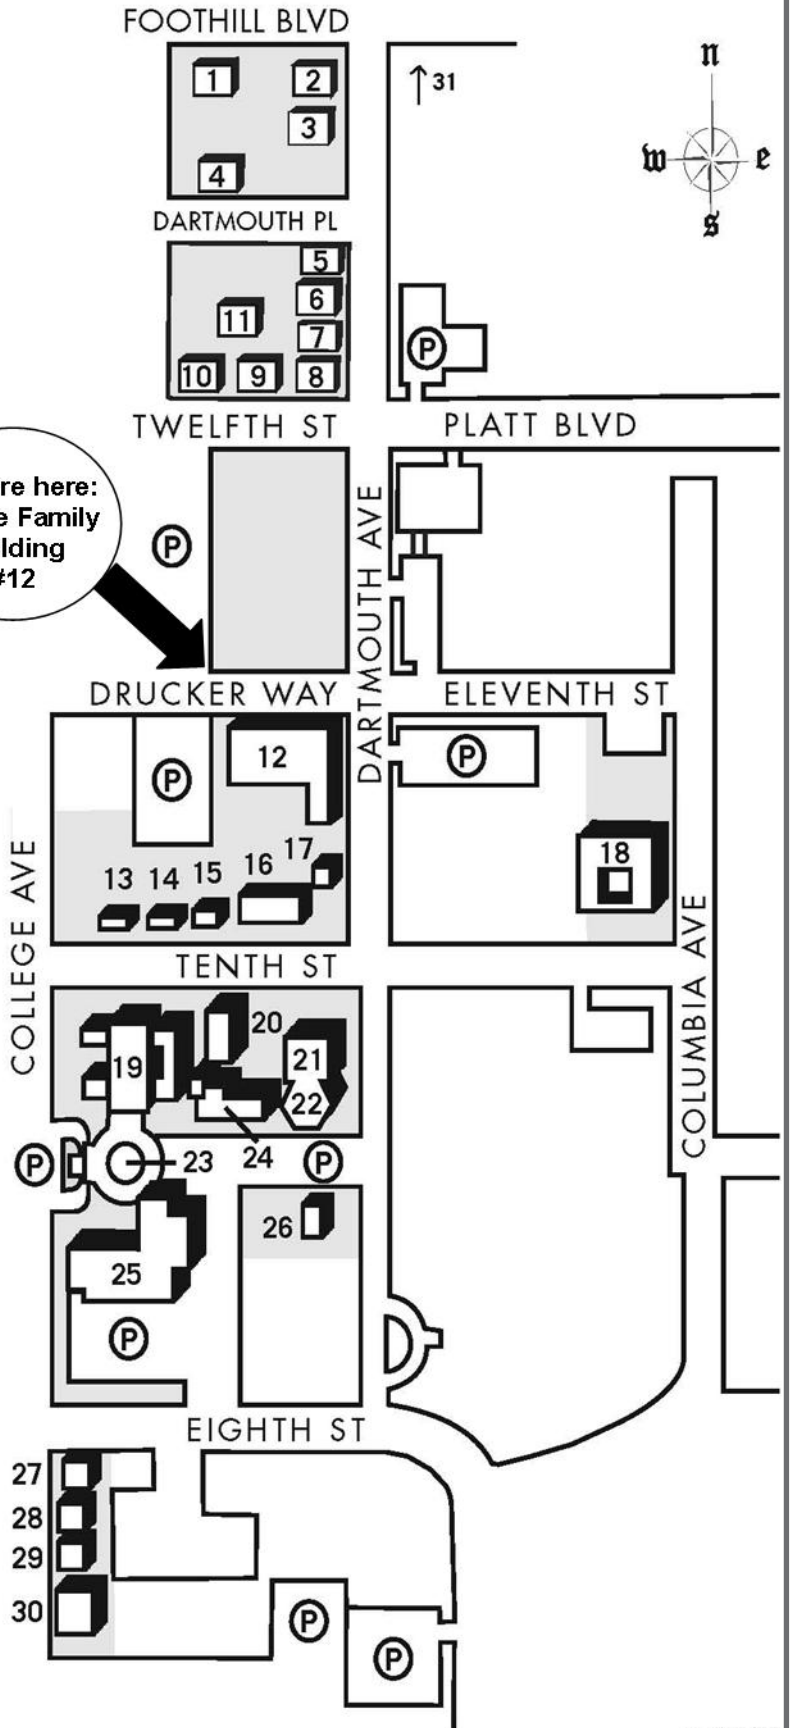 FOOTHILL BLVD
n
1
2
31
3
w
e
4
s
DARTMOUTH PL
5
6
11
7
P
10
9
8
TWELFTH ST
PLATT BLVD
re here:
e Family
lding
#12
P
DARTMOUTH AVE
DRUCKER WAY
ELEVENTH ST
12
P
P
COLLEGE AVE
13
14
15
16
17
18
COLUMBIA AVE
TENTH ST
20
19
21
22
P
23
24
P
26
25
P
EIGHTH ST
27
28
29
30
P
P